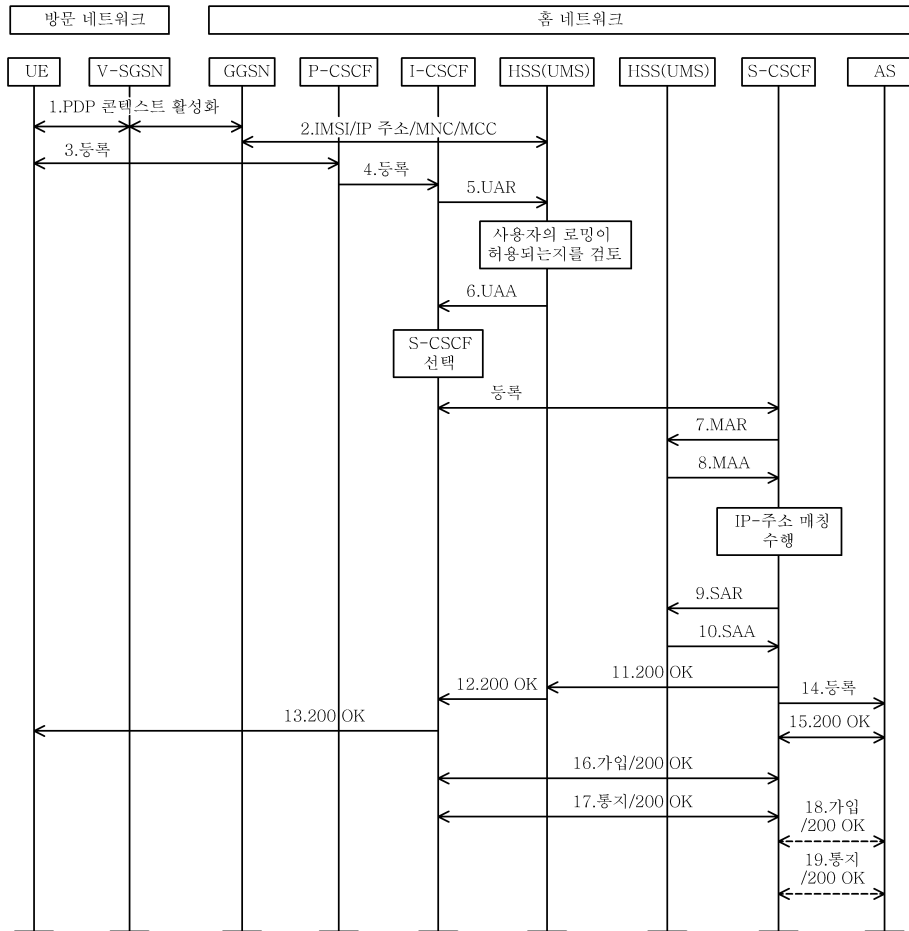 방문 네트워크
홈 네트워크
UE
V-SGSN
GGSN
P-CSCF
I-CSCF
HSS(UMS)
HSS(UMS)
S-CSCF
AS
1.PDP 콘텍스트 활성화
2.IMSI/IP 주소/MNC/MCC
3.등록
4.등록
5.UAR
사용자의 로밍이
허용되는지를 검토
6.UAA
S-CSCF
선택
등록
7.MAR
8.MAA
IP-주소 매칭
수행
9.SAR
10.SAA
11.200 OK
12.200 OK
14.등록
13.200 OK
15.200 OK
16.가입/200 OK
17.통지/200 OK
18.가입
/200 OK
19.통지
/200 OK